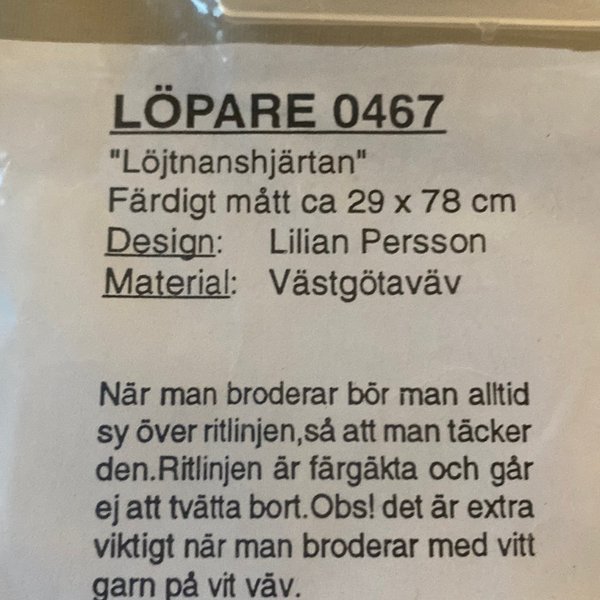 LÖPARE 0467
"Löjtnanshjärtan"
Färdigt mått ca 29 x 78 cm
Design: Lilian Persson
Material: Västgötaväv
När man broderar bör man alltid
sy över ritlinjen,så att man täcker
den.Ritlinjen är färgäkta och går
ej att tvätta bort.Obs! det är extra
viktigt när man broderar med vitt
garn på vit väv.